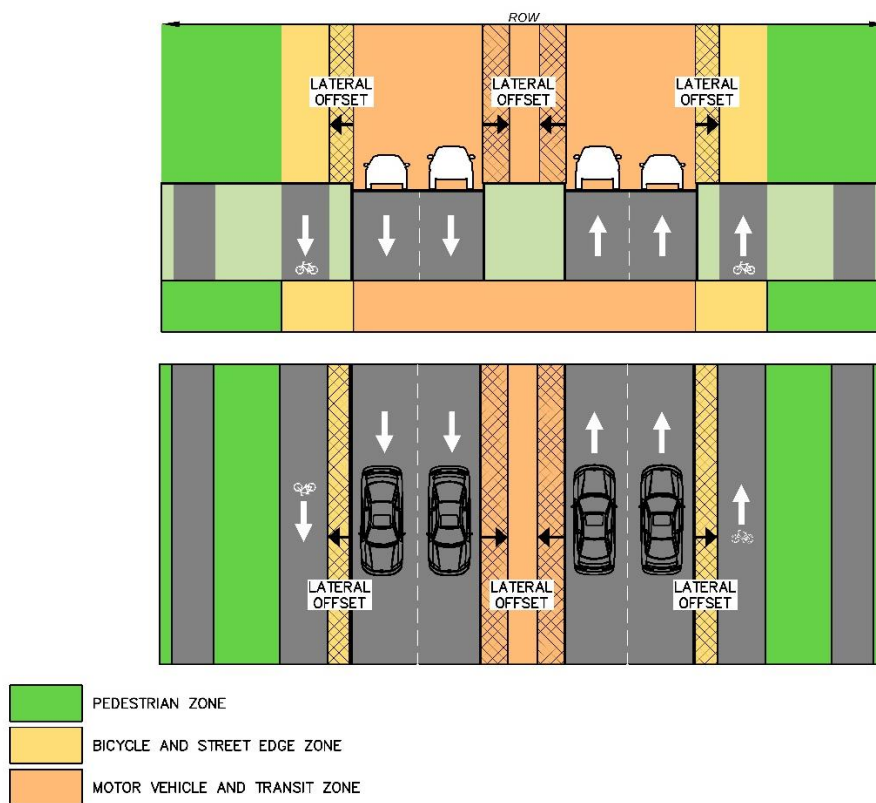 ROW
LATERAL
OFFSET
LATERAL
OFFSET
LATERAL
OFFSET
LATERAL
OFFSET
LATERAL
OFFSET
LATERAL
OFFSET
PEDESTRIAN ZONE
BICYCLE AND STREET EDGE ZONE
MOTOR VEHICLE AND TRANSIT ZONE